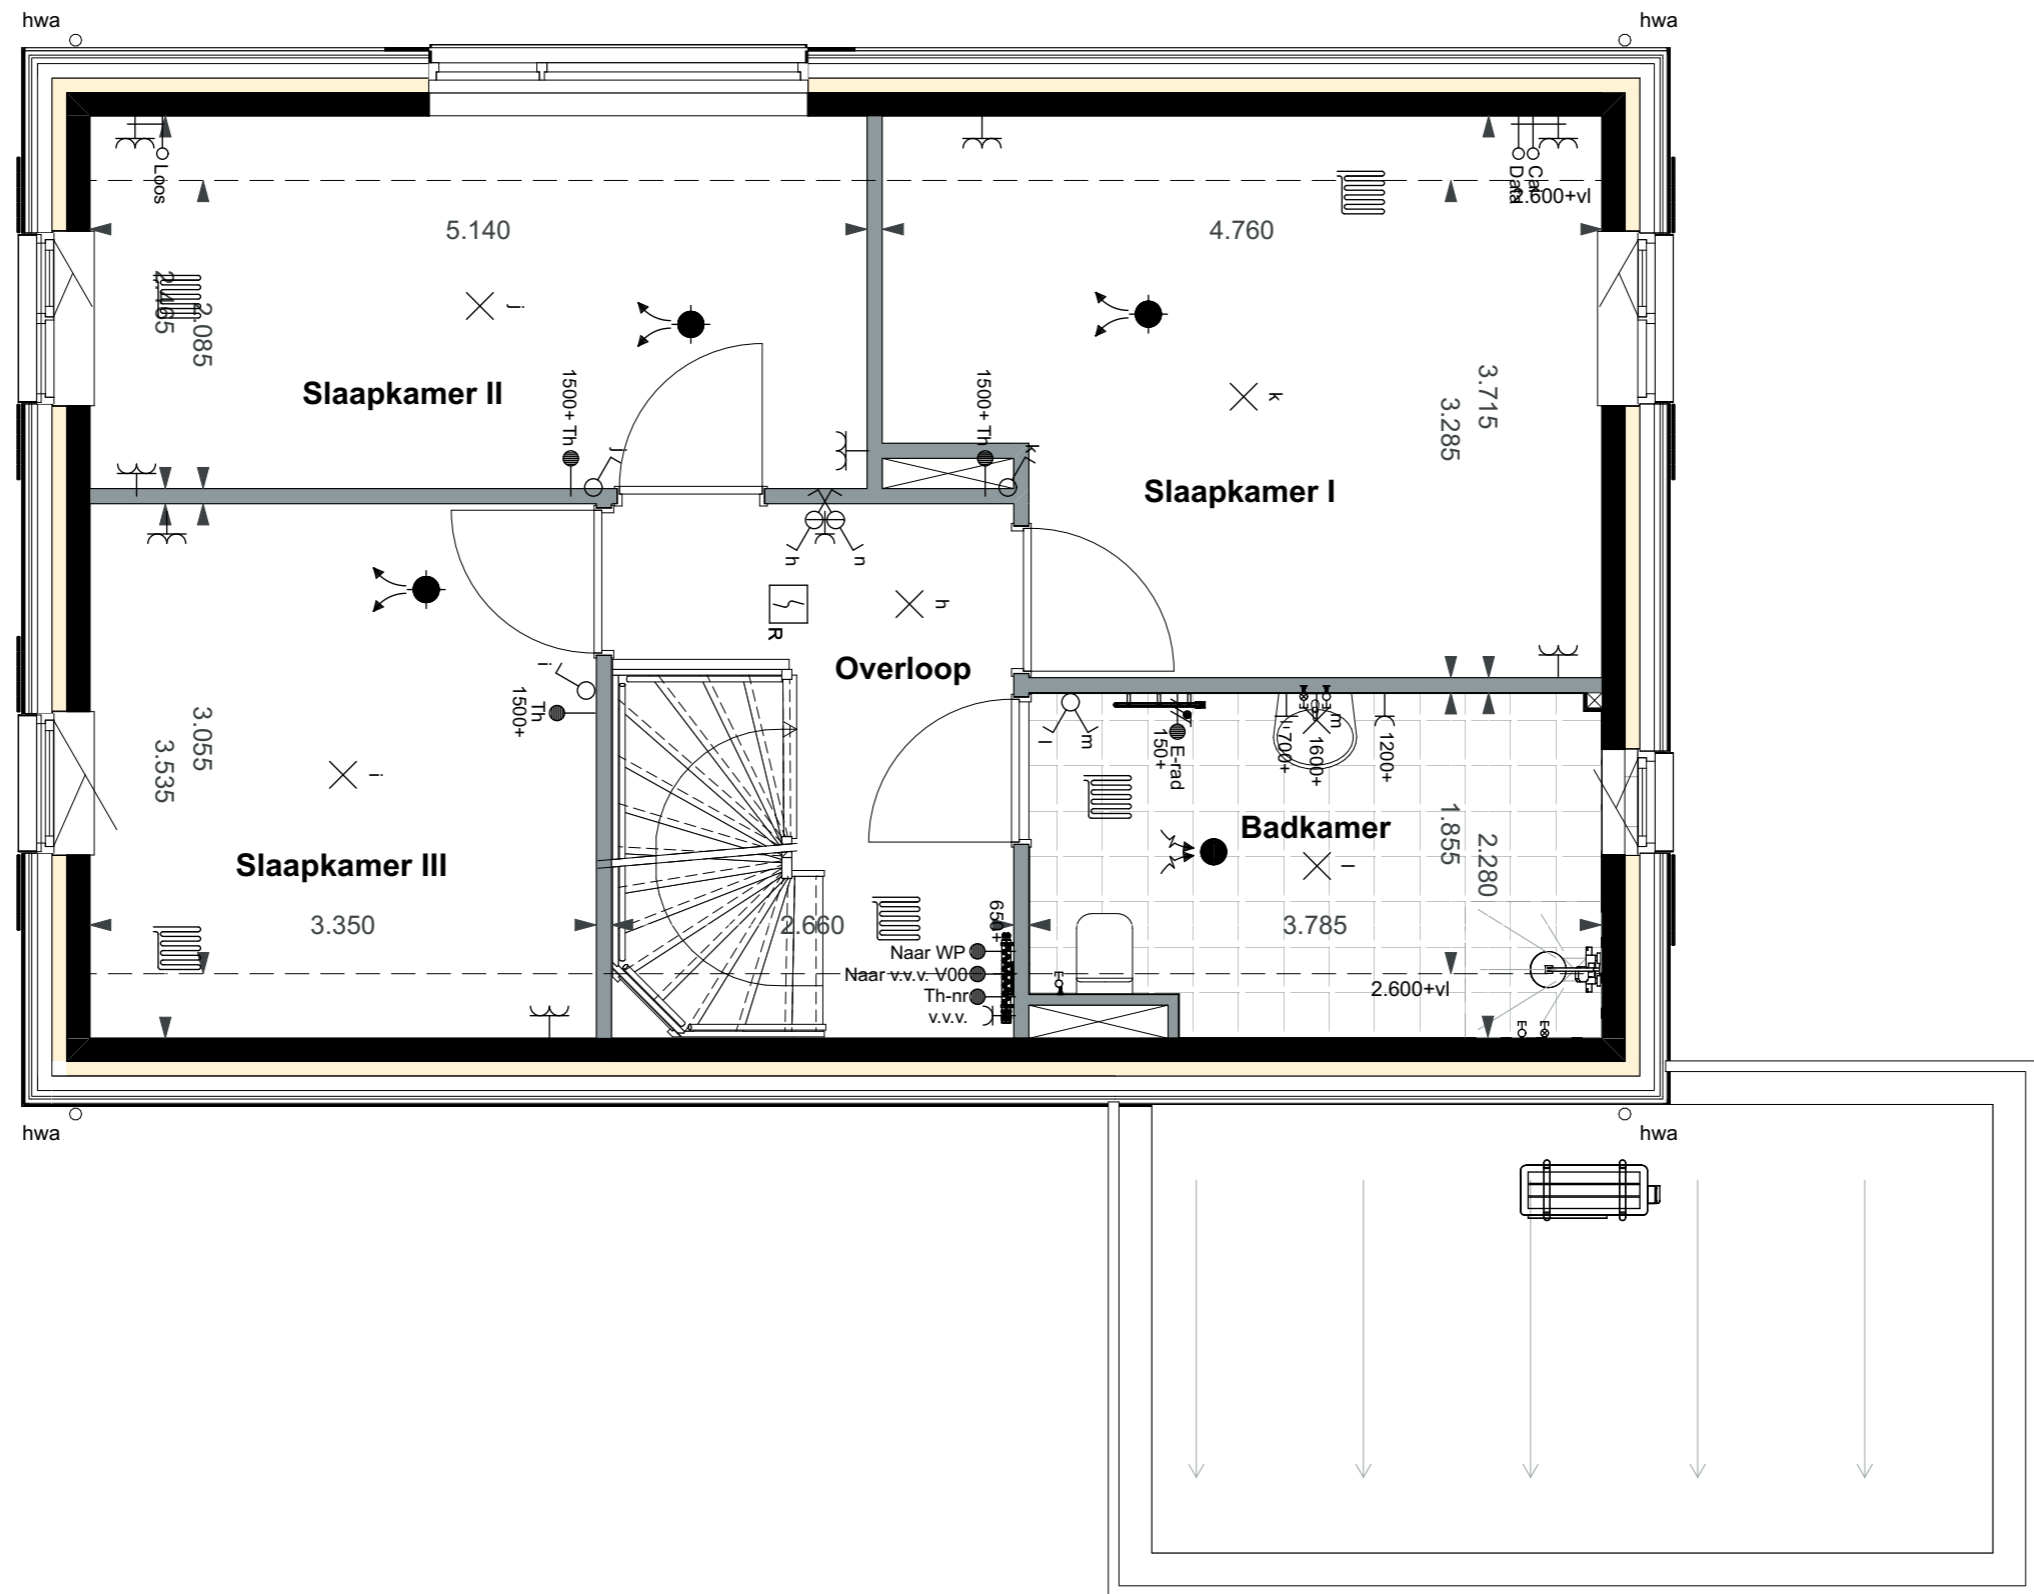 hwa
hwa
Loos
Data
Cai
2.600+vl
5.140
4.760
2.465
2.085
j
k
3.715
3.285
Slaapkamer II
1500+ Th
j
1500+ Th
k
Slaapkamer I
h
n
R
h
Overloop
i
Th
1500+
3.055
3.535
i
Slaapkamer III
l
m
E-rad
150+
m
700+
1600+
1200+
Badkamer
l
1.855
2.280
3.350
2.660
3.785
650+
Naar WP
Naar v.v.v. V00
Th-nr
v.v.v.
2.600+vl
hwa
hwa